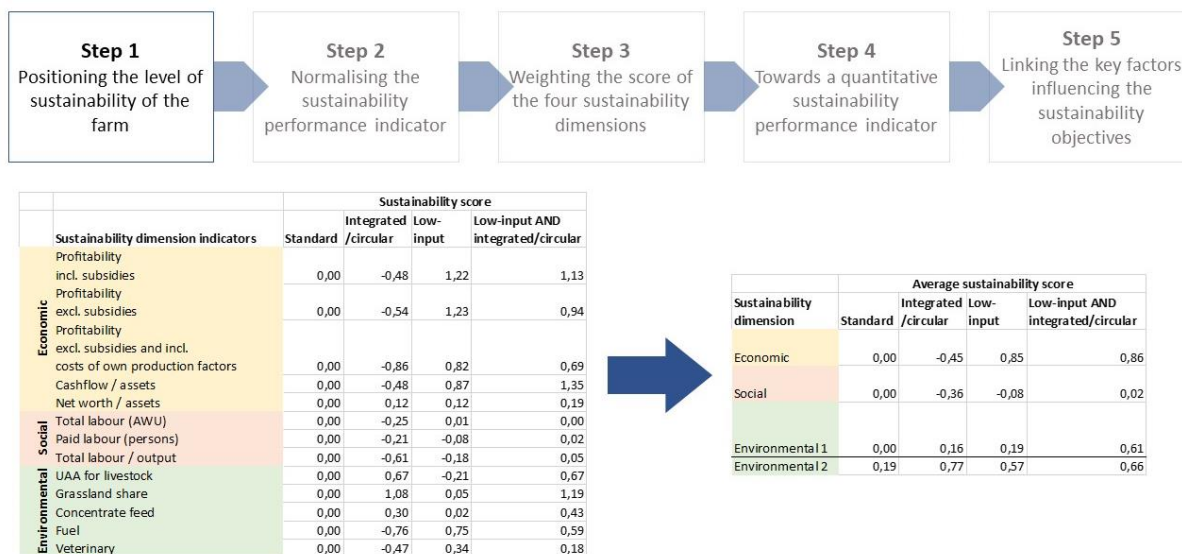 Step 1
Positioning the level of
sustainability of the
farm
Step 2
Normalising the
sustainability
performance indicator
Step 3
Weighting the score of
the four sustainability
dimensions
Step 4
Towards a quantitative
sustainability
performance indicator
Step 5
Linking the key factors
influencing the
sustainability
objectives
Sustainability score
Sustainability dimension indicators Standard Integrated /circular Low-input Low-input AND integrated/circular
Economic
Profitability
incl. subsidies 0,00 -0,48 1,22 1,13
Profitability
excl. subsidies 0,00 -0,54 1,23 0,94
Profitability
excl. subsidies and incl.
costs of own production factors 0,00 -0,86 0,82 0,69
Cashflow / assets 0,00 -0,48 0,87 1,35
Net worth / assets 0,00 0,12 0,12 0,19
Social
Total labour (AWU) 0,00 -0,25 0,01 0,00
Paid labour (persons) 0,00 -0,21 -0,08 0,02
Total labour / output 0,00 -0,61 -0,18 0,05
Environmental
UAA for livestock 0,00 0,67 -0,21 0,67
Grassland share 0,00 1,08 0,05 1,19
Concentrate feed 0,00 0,30 0,02 0,43
Fuel 0,00 -0,76 0,75 0,59
Veterinary 0,00 -0,47 0,34 0,18
Average sustainability score
Sustainability dimension Standard Integrated /circular Low-input Low-input AND integrated/circular
Economic 0,00 -0,45 0,85 0,86
Social 0,00 -0,36 -0,08 0,02
Environmental 1 0,00 0,16 0,19 0,61
Environmental 2 0,19 0,77 0,57 0,66